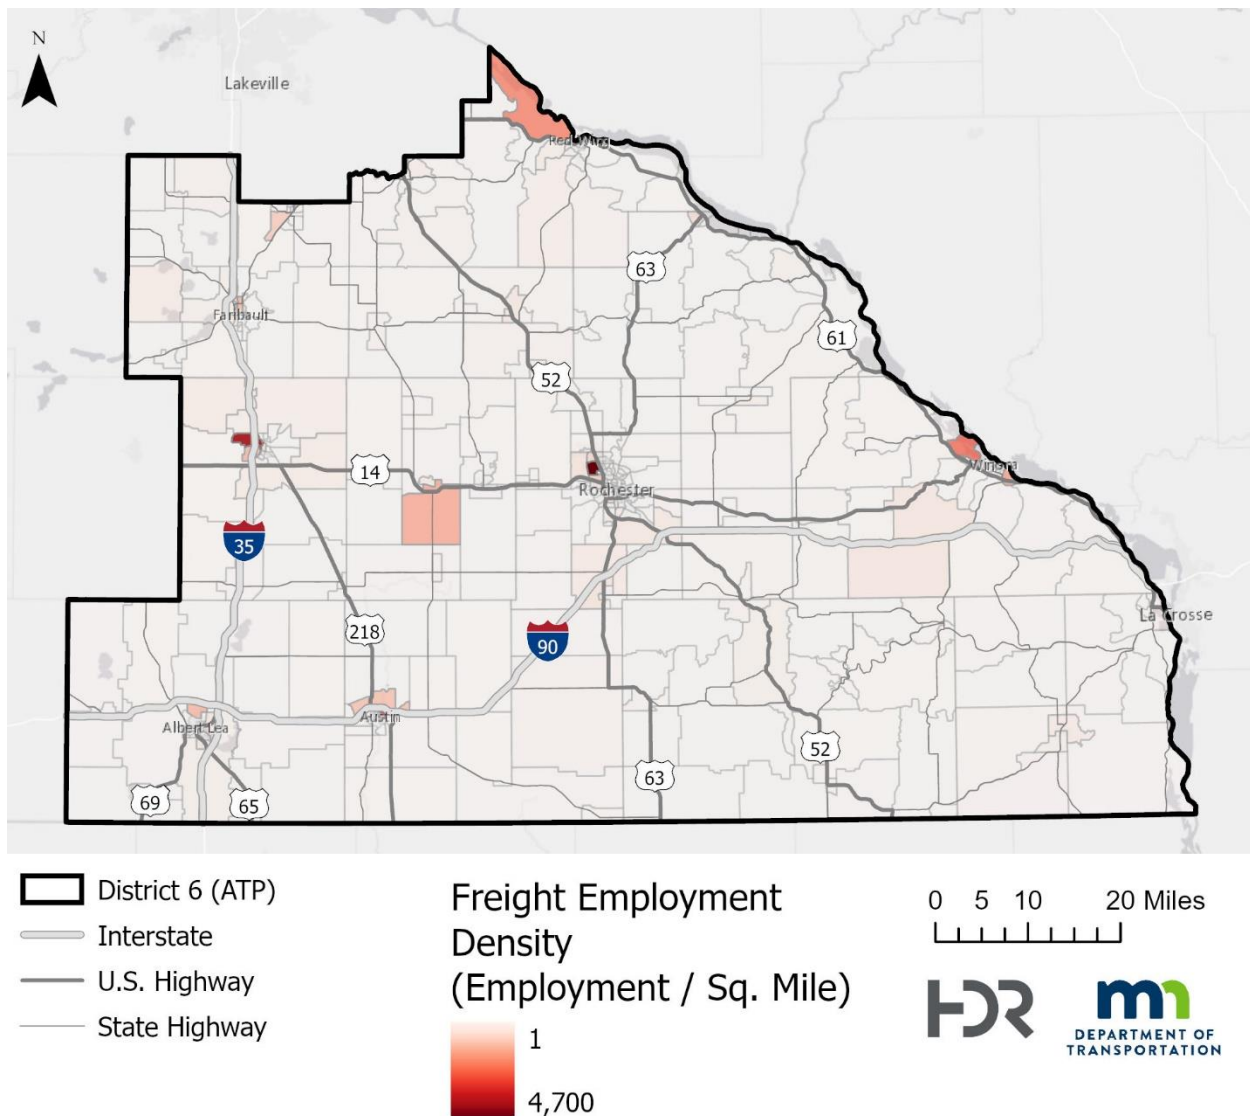 N
Lakeville
Red Wing
63
Faribault
61
52
14
Winona
Rochester
35
218
90
La Crosse
Albert Lea
Austin
52
63
69
65
District 6 (ATP)
Interstate
U.S. Highway
State Highway
Freight Employment
Density
(Employment / Sq. Mile)
1
4,700
0 5 10 20 Miles
HDR
mn
DEPARTMENT OF
TRANSPORTATION